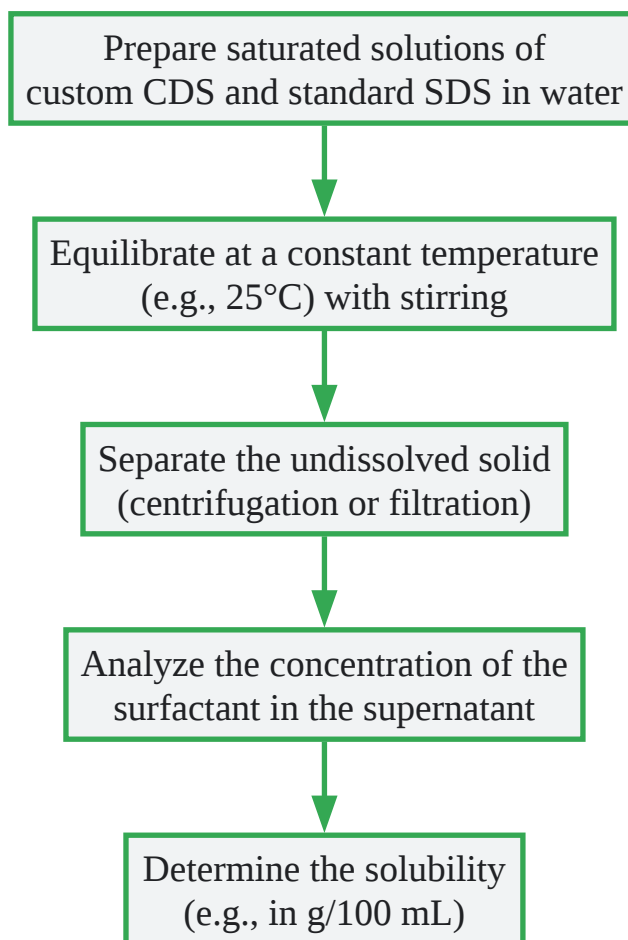 Prepare saturated solutions of
custom CDS and standard SDS in water
Equilibrate at a constant temperature
(e.g., 25°C) with stirring
Separate the undissolved solid
(centrifugation or filtration)
Analyze the concentration of the
surfactant in the supernatant
Determine the solubility
(e.g., in g/100 mL)